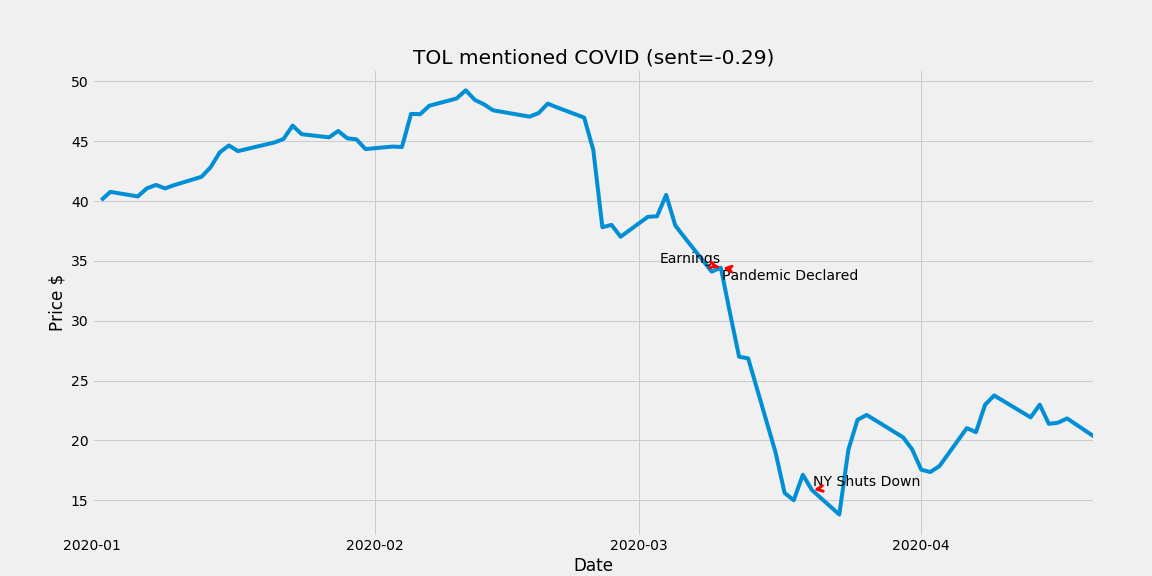 TOL mentioned COVID (sent=-0.29)
50
45
40
35
30
25
20
15
Price $
Earnings
Pandemic Declared
NY Shuts Down
2020-01 2020-02 2020-03 2020-04
Date